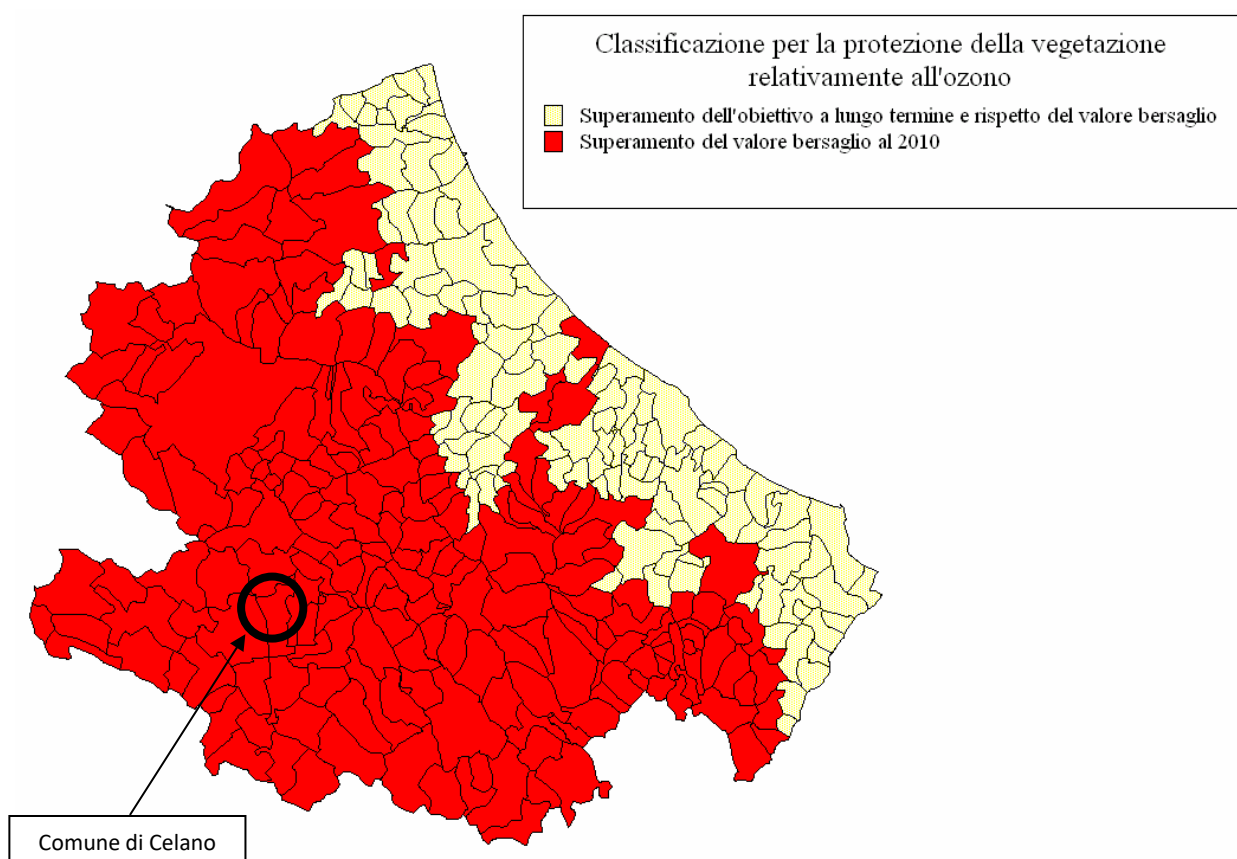 Classificazione per la protezione della vegetazione
relativamente all'ozono
Superamento dell'obiettivo a lungo termine e rispetto del valore bersaglio
Superamento del valore bersaglio al 2010
Comune di Celano